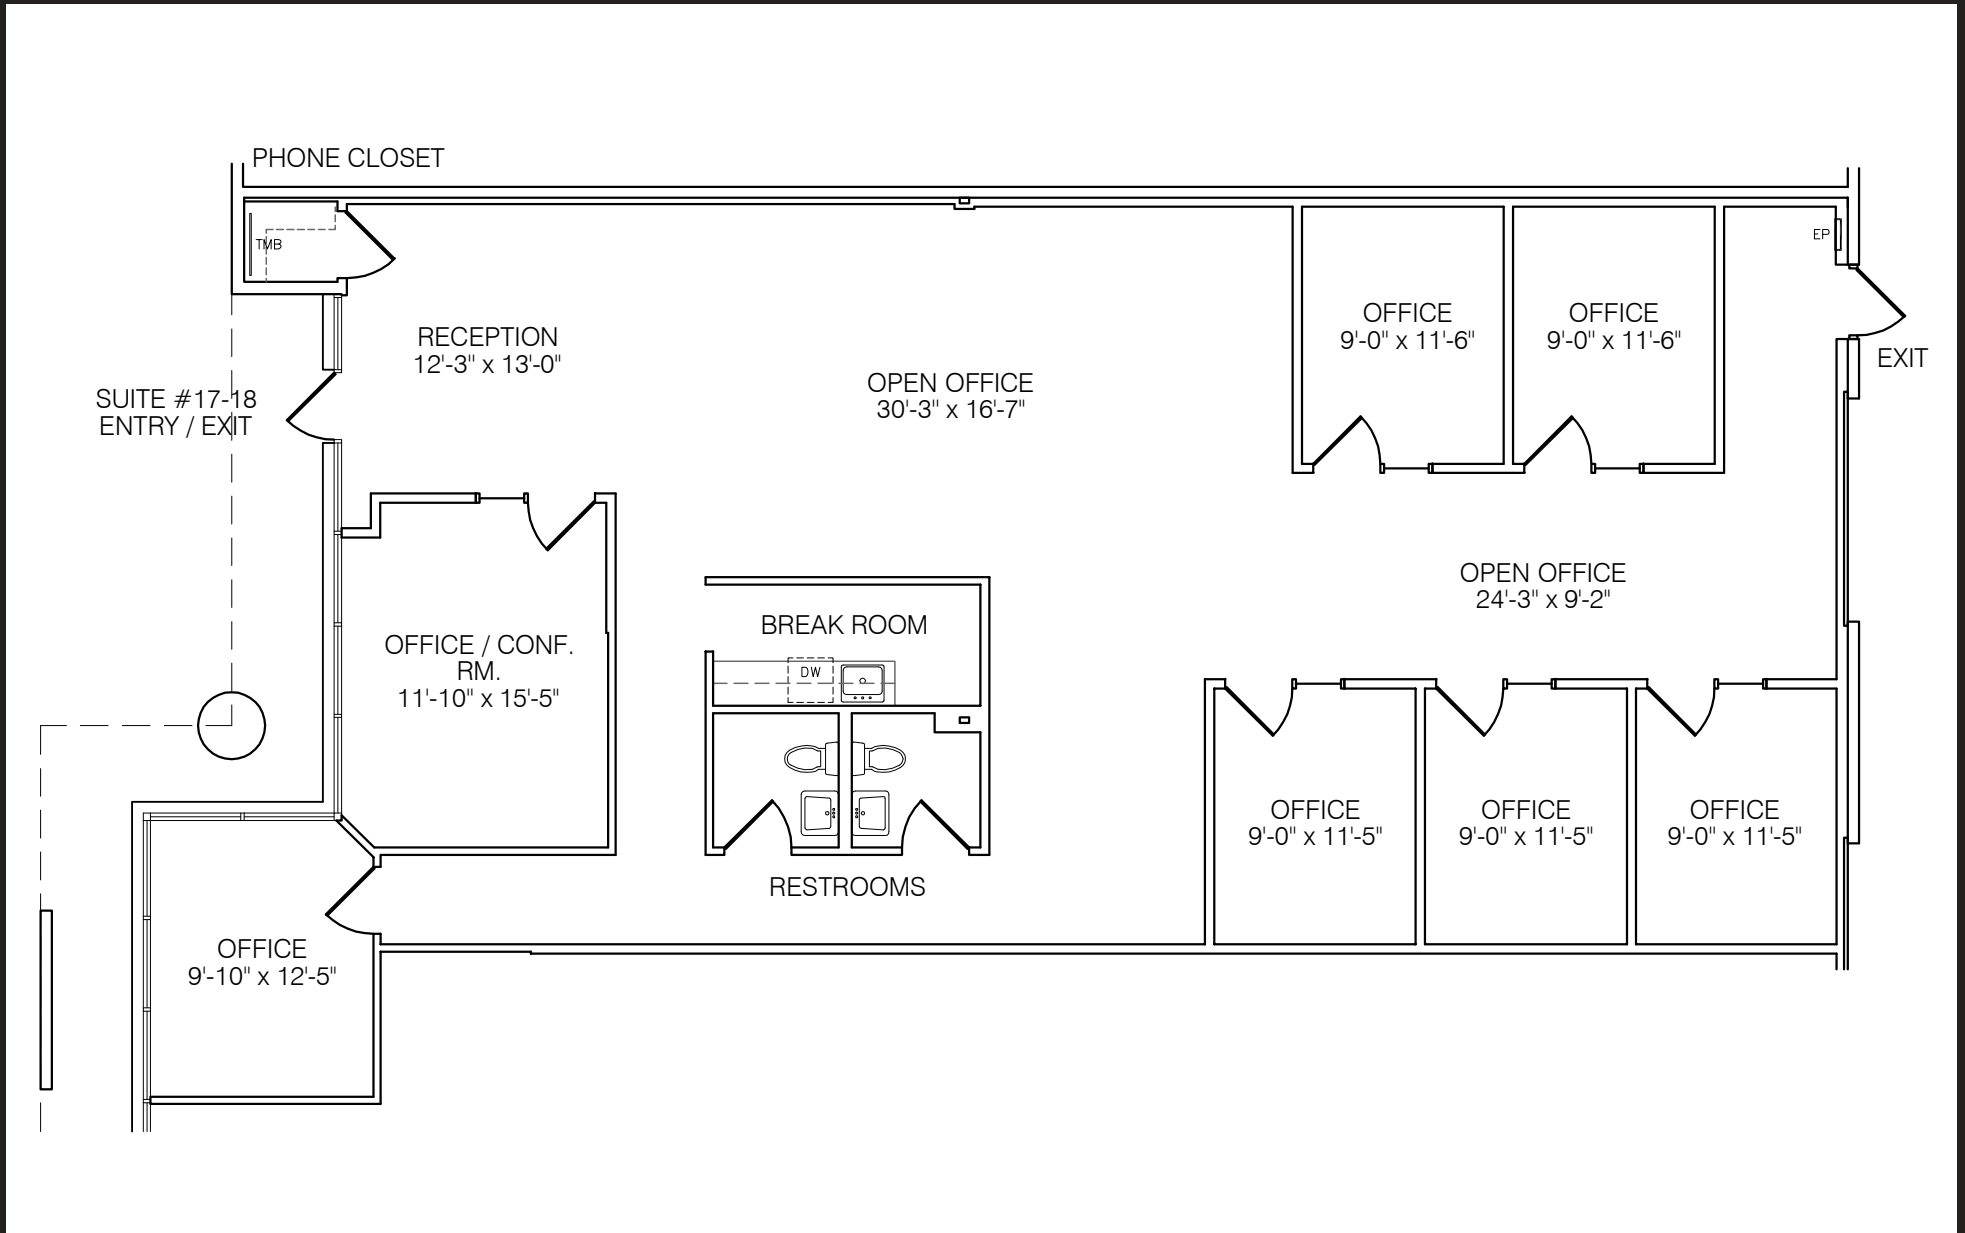 PHONE CLOSET
TMB
EP
RECEPTION
12'-3" x 13'-0"
OFFICE
9'-0" x 11'-6"
OFFICE
9'-0" x 11'-6"
EXIT
SUITE #17-18
ENTRY / EXIT
OPEN OFFICE
30'-3" x 16'-7"
OPEN OFFICE
24'-3" x 9'-2"
BREAK ROOM
DW
OFFICE / CONF.
RM.
11'-10" x 15'-5"
OFFICE
9'-0" x 11'-5"
OFFICE
9'-0" x 11'-5"
OFFICE
9'-0" x 11'-5"
RESTROOMS
OFFICE
9'-10" x 12'-5"